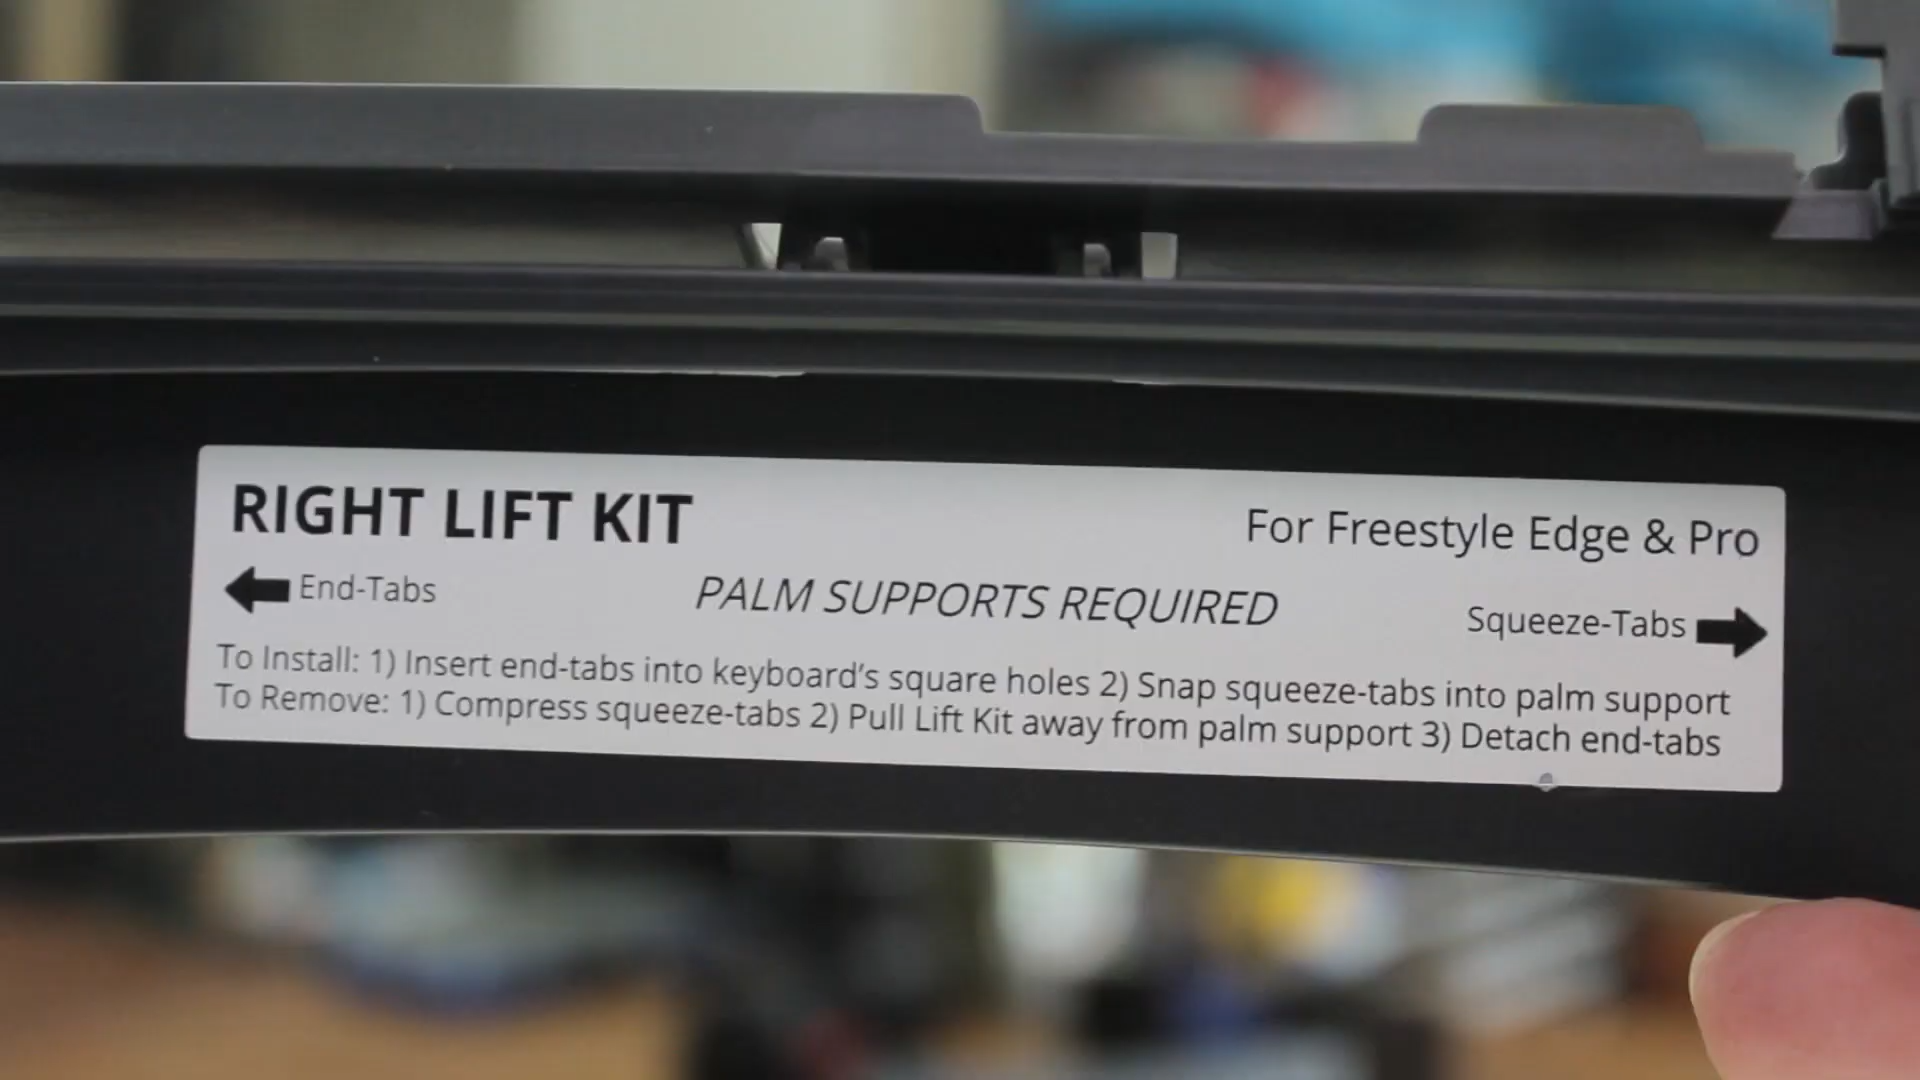 RIGHT LIFT KIT
For Freestyle Edge & Pro
End-Tabs
PALM SUPPORTS REQUIRED
Squeeze-Tabs
To Install: 1) Insert end-tabs into keyboard's square holes 2) Snap squeeze-tabs into palm support
To Remove: 1) Compress squeeze-tabs 2) Pull Lift Kit away from palm support 3) Detach end-tabs